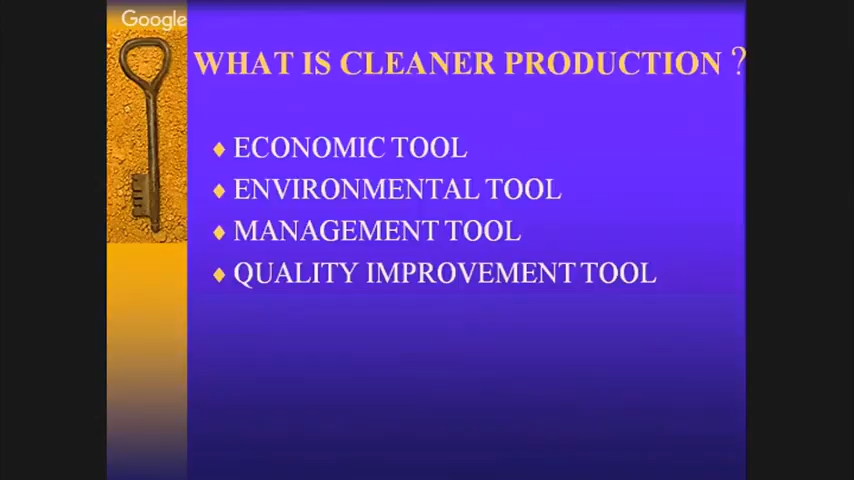 Google
WHAT IS CLEANER PRODUCTION ?
ECONOMIC TOOL
ENVIRONMENTAL TOOL
MANAGEMENT TOOL
QUALITY IMPROVEMENT TOOL